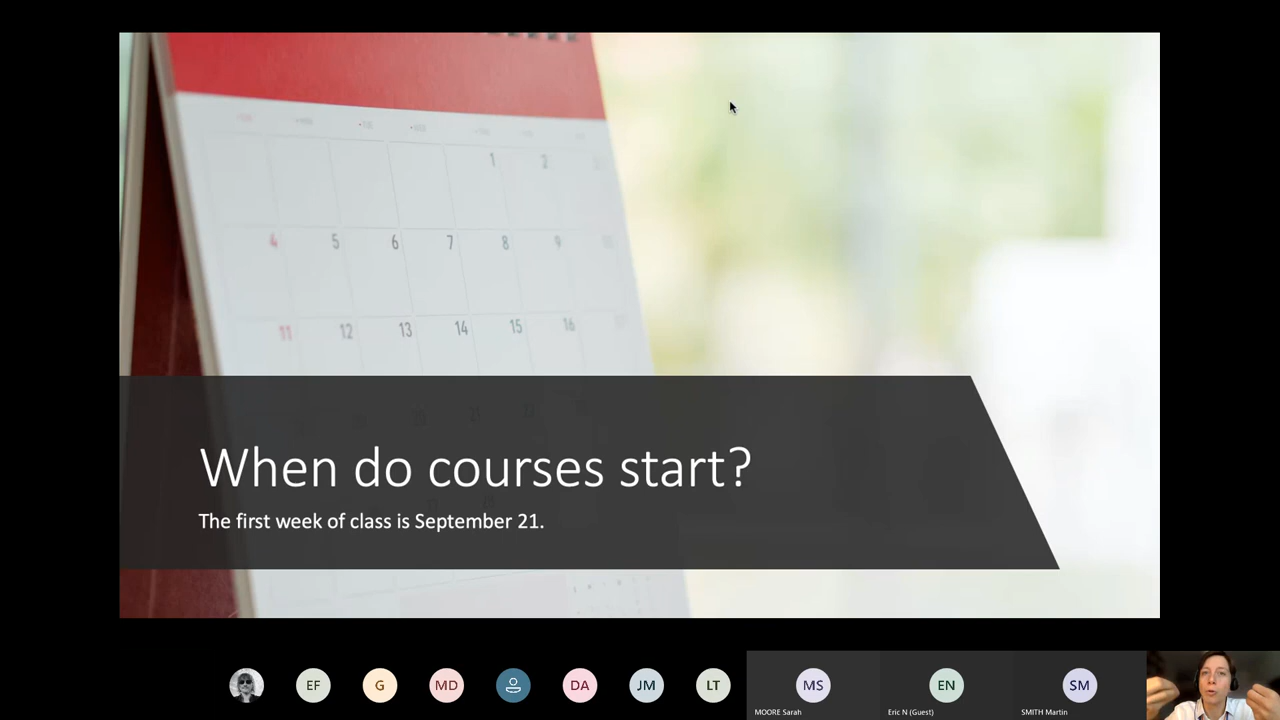 1 2
4 5 6 7 8 9
11 12 13 14 15 16
When do courses start?
The first week of class is September 21.
EF G MD DA JM LT MS EN SM
MOORE Sarah Eric N (Guest) SMITH Martin